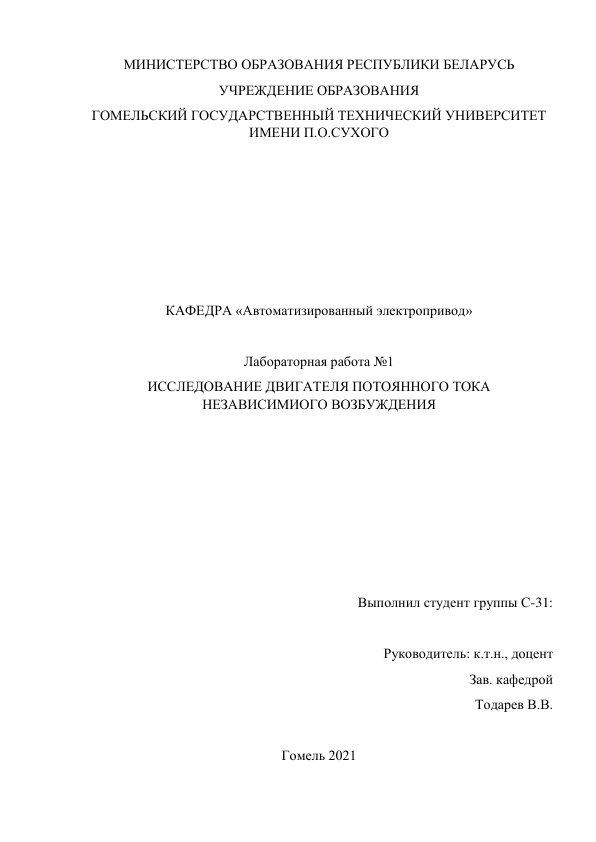 МИНИСТЕРСТВО ОБРАЗОВАНИЯ РЕСПУБЛИКИ БЕЛАРУСЬ
УЧРЕЖДЕНИЕ ОБРАЗОВАНИЯ
ГОМЕЛЬСКИЙ ГОСУДАРСТВЕННЫЙ ТЕХНИЧЕСКИЙ УНИВЕРСИТЕТ
ИМЕНИ П.О.СУХОГО
КАФЕДРА «Автоматизированный электропривод»
Лабораторная работа №1
ИССЛЕДОВАНИЕ ДВИГАТЕЛЯ ПОТОЯННОГО ТОКА
НЕЗАВИСИМИОГО ВОЗБУЖДЕНИЯ
Выполнил студент группы С-31:
Руководитель: к.т.н., доцент
Зав. кафедрой
Тодарев В.В.
Гомель 2021